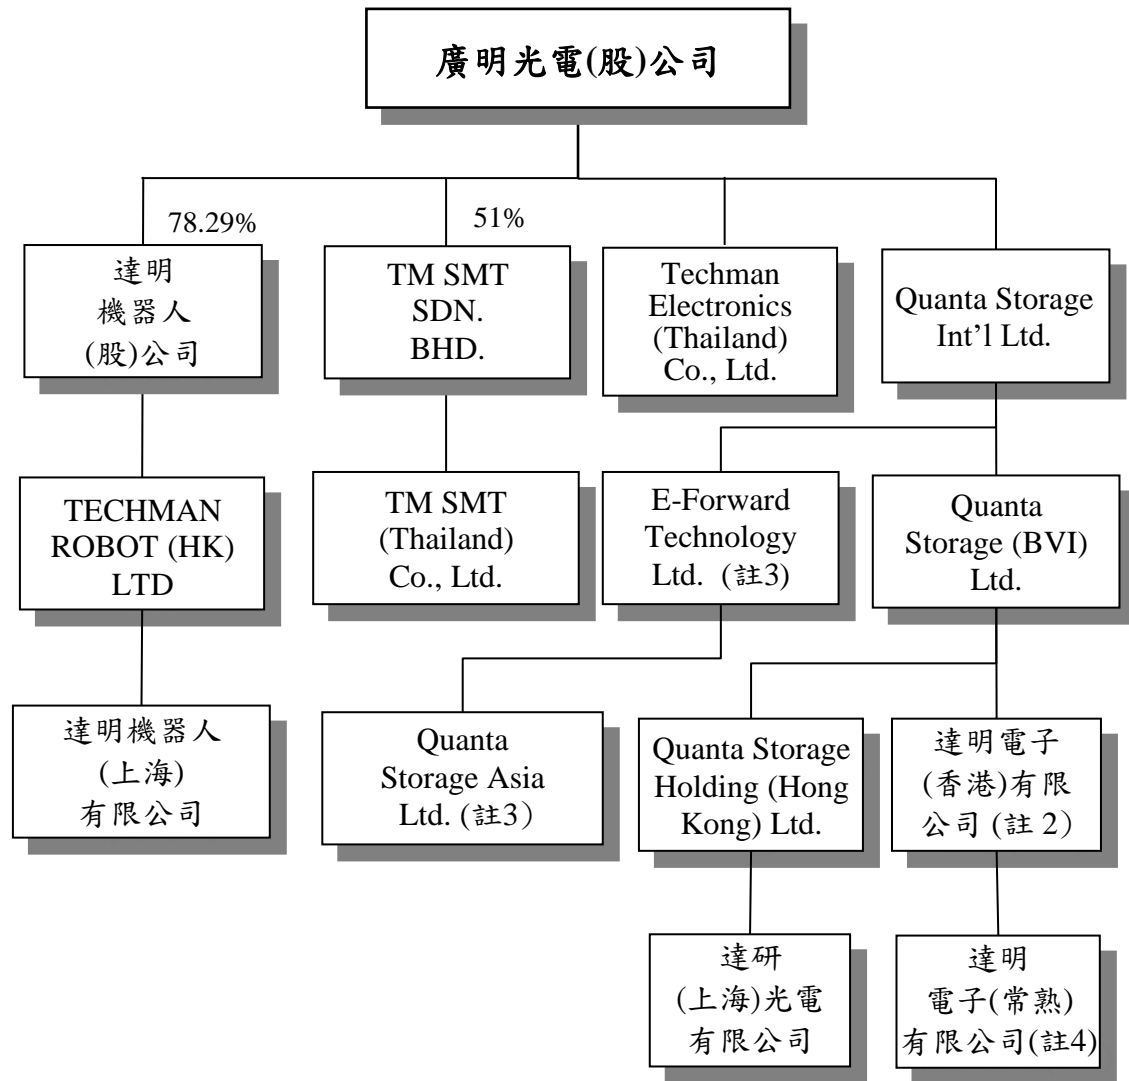 廣明光電(股)公司
78.29%
51%
達明
機器人
(股)公司
TM SMT
SDN.
BHD.
Techman
Electronics
(Thailand)
Co., Ltd.
Quanta Storage
Int’l Ltd.
TECHMAN
ROBOT (HK)
LTD
TM SMT
(Thailand)
Co., Ltd.
E-Forward
Technology
Ltd. (註3)
Quanta
Storage (BVI)
Ltd.
達明機器人
(上海)
有限公司
Quanta
Storage Asia
Ltd. (註3)
Quanta Storage
Holding (Hong
Kong) Ltd.
達明電子
(香港)有限
公司 (註 2)
達研
(上海)光電
有限公司
達明
電子(常熟)
有限公司(註4)